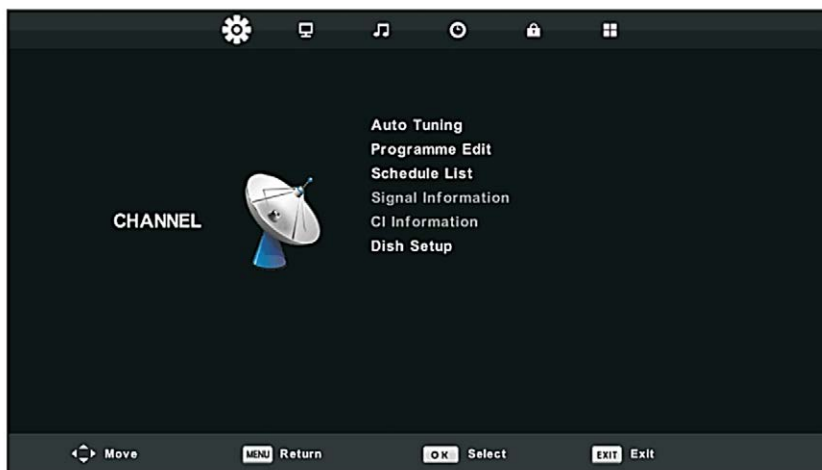 Auto Tuning
Programme Edit
Schedule List
Signal Information
CI Information
Dish Setup
CHANNEL
Move MENU Return OK Select EXIT Exit